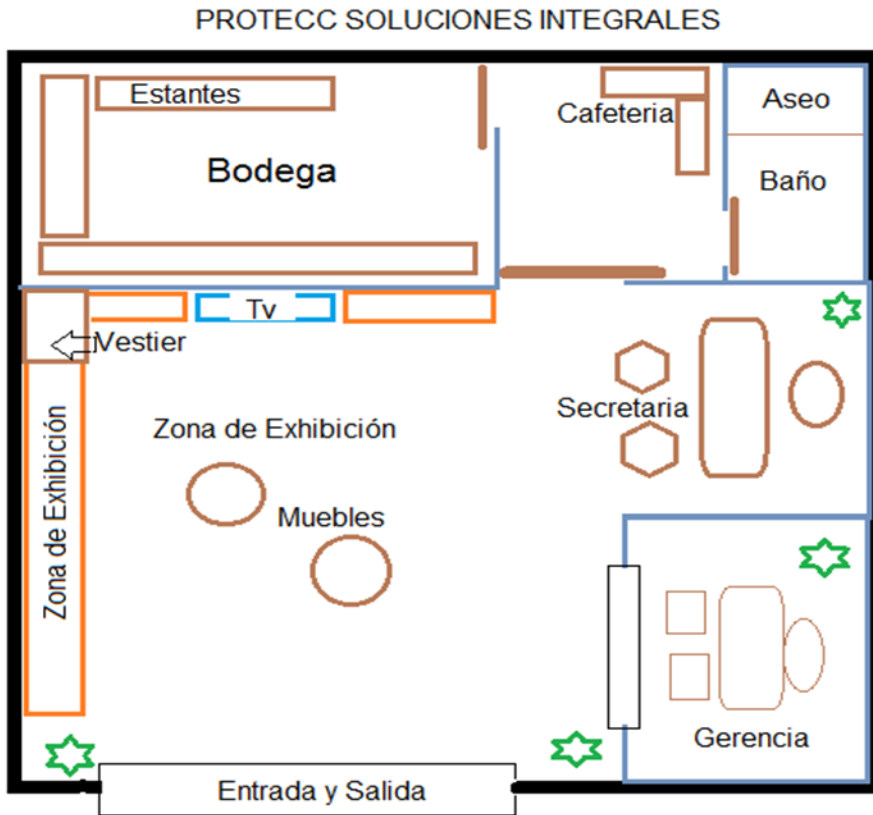 PROTECC SOLUCIONES INTEGRALES
Estantes
Cafeteria
Aseo
Bodega
Baño
Tv
Vestier
Secretaria
Zona de Exhibición
Zona de Exhibición
Muebles
Gerencia
Entrada y Salida